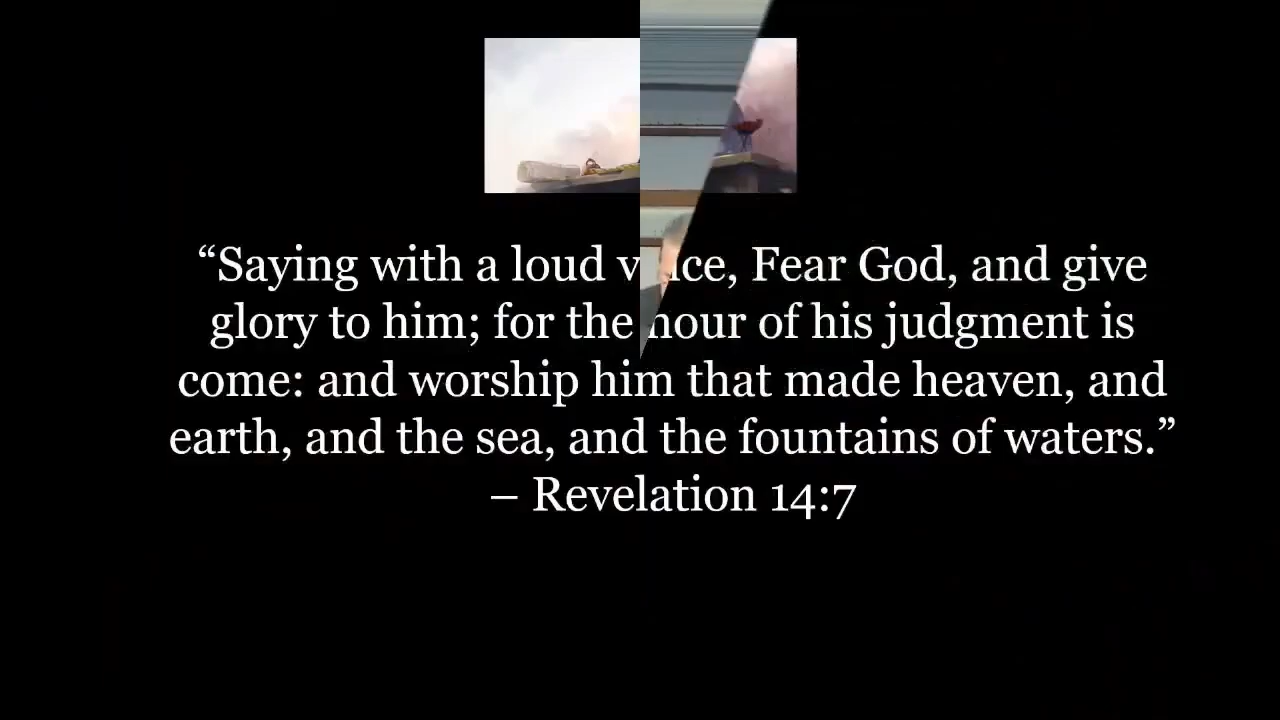 “Saying with a loud v ice, Fear God, and give
glory to him; for the hour of his judgment is
come: and worship him that made heaven, and
earth, and the sea, and the fountains of waters.”
– Revelation 14:7